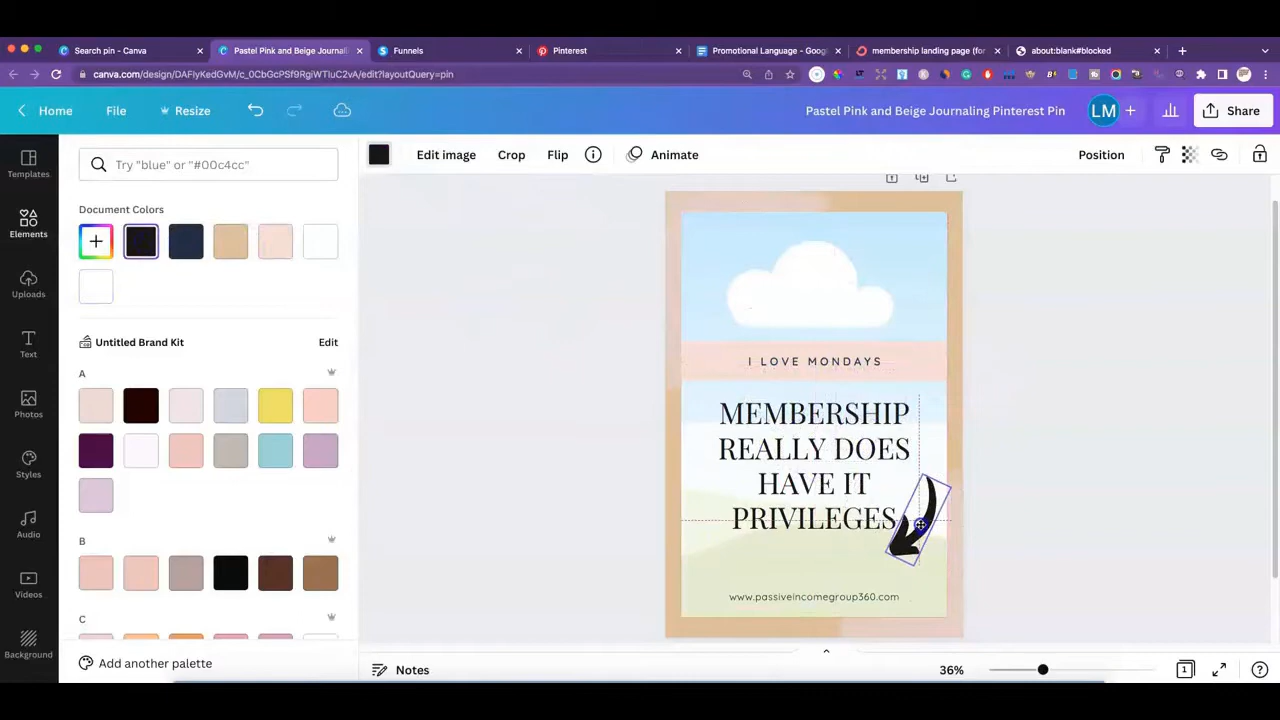 Search pin - Canva
Pastel Pink and Beige Journali
Funnels
Pinterest
Promotional Language - Goog
membership landing page (for
about:blank#blocked
canva.com/design/DAFlyKedGvM/c_0CbGcPSf9RgiWTIuC2vA/edit?layoutQuery=pin
Home
File
Resize
Pastel Pink and Beige Journaling Pinterest Pin
LM
Share
Templates
Elements
Uploads
Text
Photos
Styles
Audio
Videos
Background
Try "blue" or "#00c4cc"
Document Colors
Untitled Brand Kit
Edit
A
B
C
Add another palette
Edit image
Crop
Flip
Animate
Position
I LOVE MONDAYS
MEMBERSHIP
REALLY DOES
HAVE IT
PRIVILEGES
www.passiveincomegroup360.com
Notes
36%
1